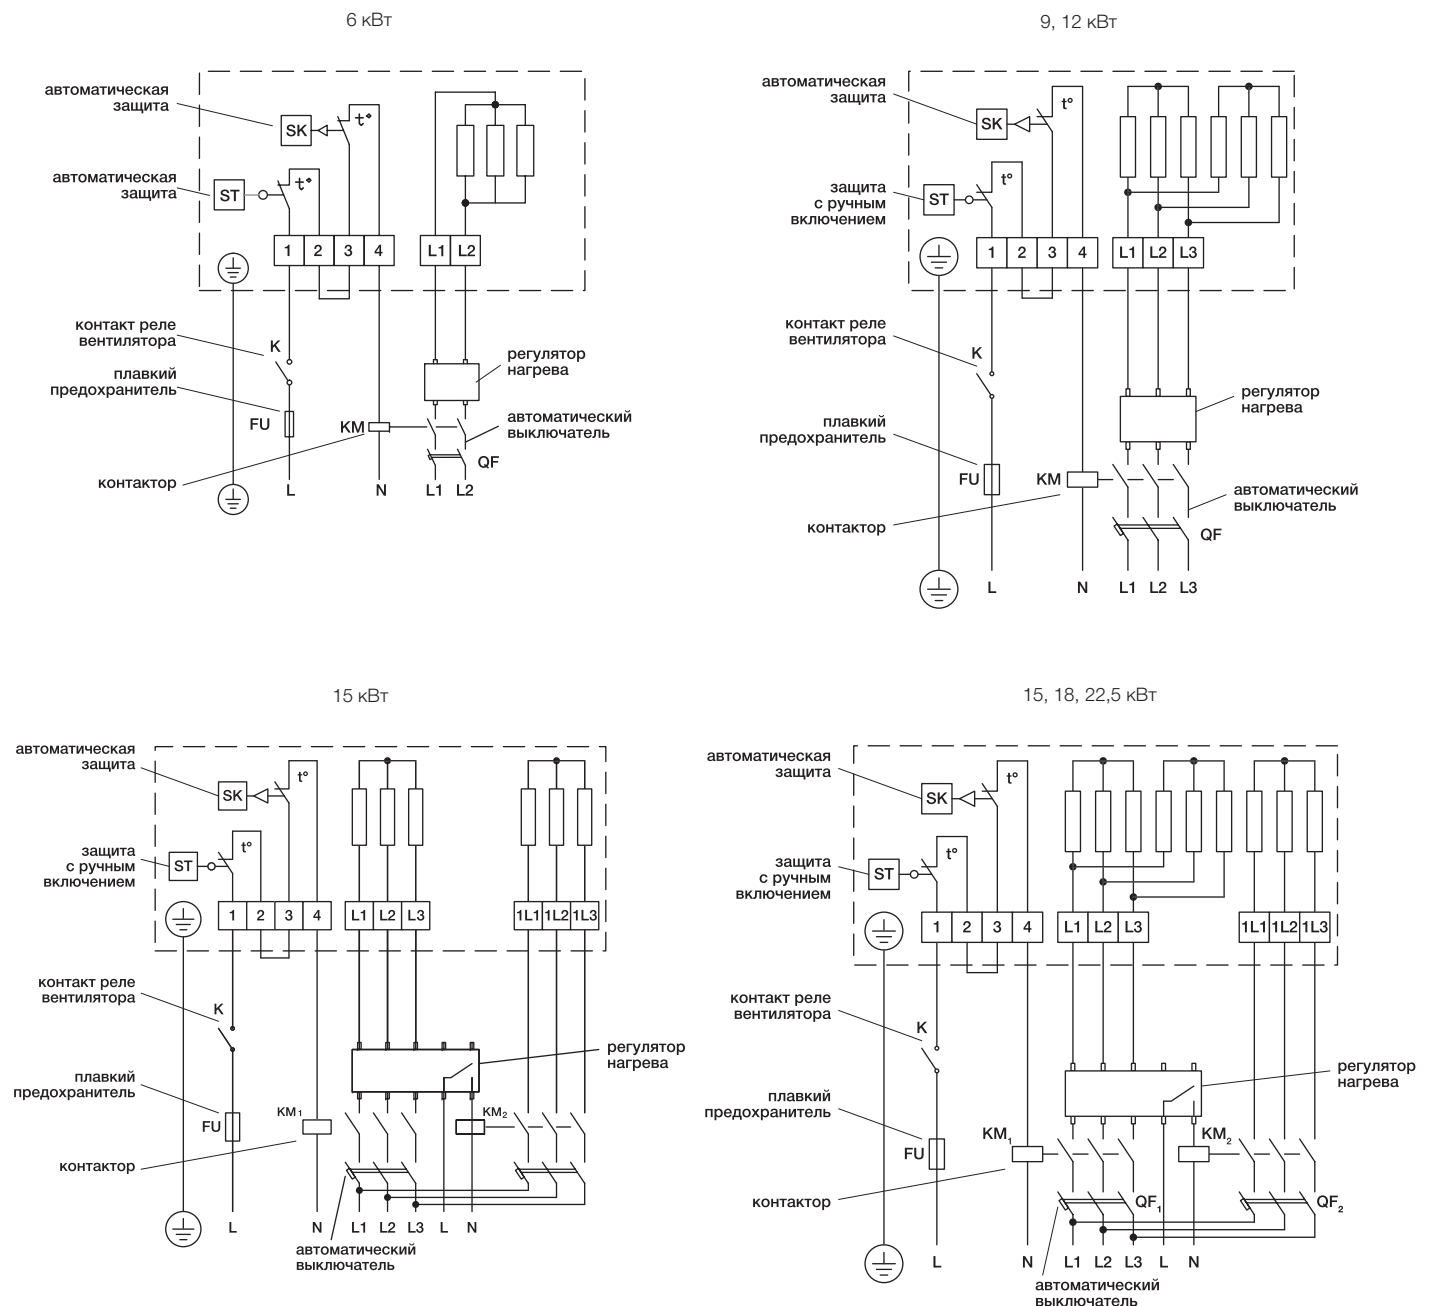 6 кВт
автоматическая
защита
SK
t°
автоматическая
защита
ST
t°
1 2 3 4 L1 L2
контакт реле
вентилятора
K
плавкий
предохранитель
FU
регулятор
нагрева
KM
автоматический
выключатель
QF
контактор
L N L1 L2
9, 12 кВт
автоматическая
защита
SK
t°
защита
с ручным
включением
ST
t°
1 2 3 4 L1 L2 L3
контакт реле
вентилятора
K
регулятор
нагрева
плавкий
предохранитель
FU
KM
автоматический
выключатель
контактор
QF
L N L1 L2 L3
15 кВт
автоматическая
защита
SK
t°
защита
с ручным
включением
ST
t°
1 2 3 4 L1 L2 L3 1L1 1L2 1L3
контакт реле
вентилятора
K
регулятор
нагрева
плавкий
предохранитель
FU
KM1
KM2
контактор
L N L1 L2 L3 L N
автоматический
выключатель
15, 18, 22,5 кВт
автоматическая
защита
SK
t°
защита
с ручным
включением
ST
t°
1 2 3 4 L1 L2 L3 1L1 1L2 1L3
контакт реле
вентилятора
K
регулятор
нагрева
плавкий
предохранитель
FU
KM1
KM2
контактор
QF1
QF2
L N L1 L2 L3 L N
автоматический
выключатель